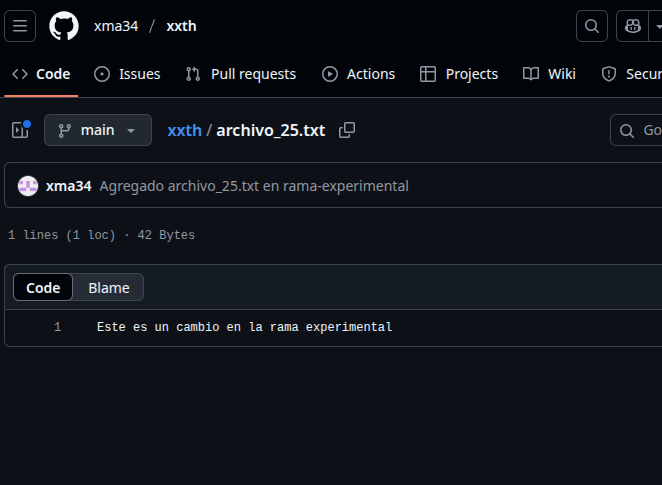 xma34 / xxth
Code Issues Pull requests Actions Projects Wiki Secur
main xxth / archivo_25.txt Go
xma34 Agregado archivo_25.txt en rama-experimental
1 lines (1 loc) · 42 Bytes
Code Blame
1 Este es un cambio en la rama experimental